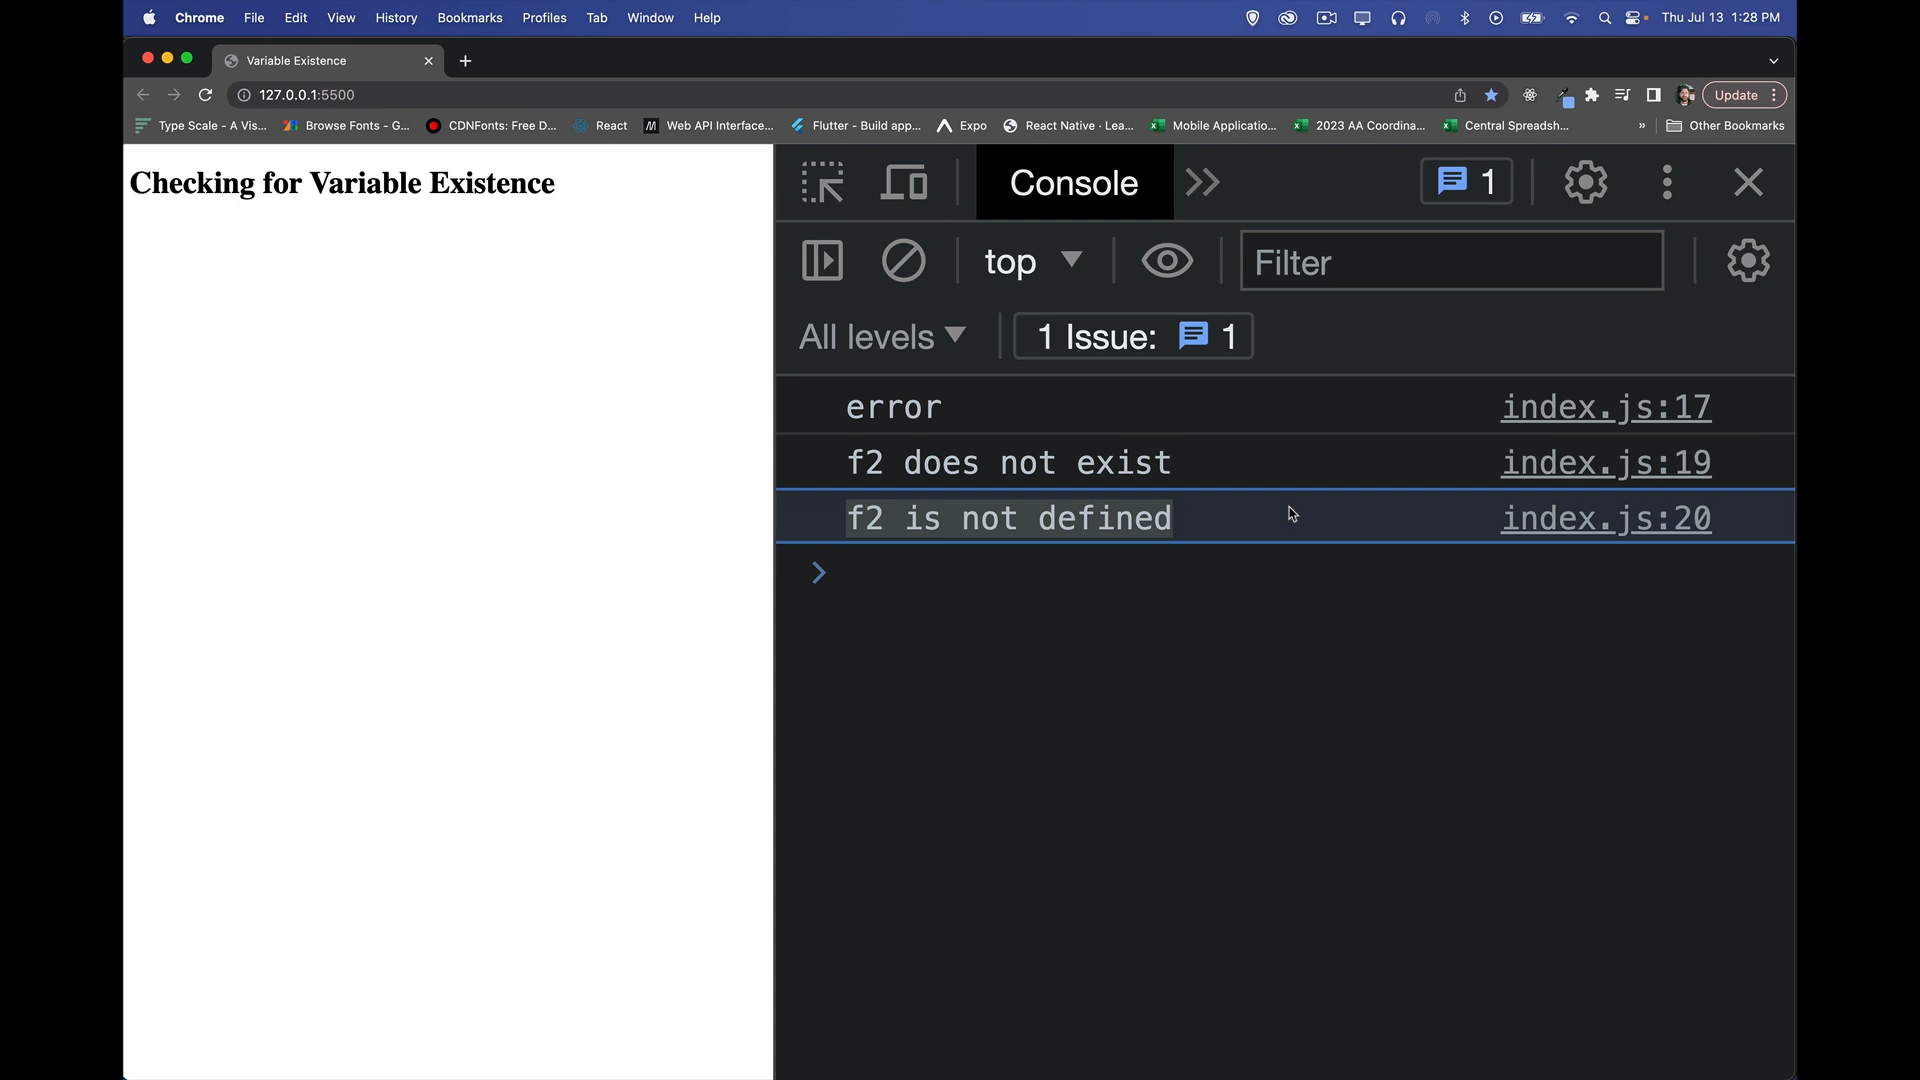 Chrome File Edit View History Bookmarks Profiles Tab Window Help Thu Jul 13 1:28 PM
Variable Existence
127.0.0.1:5500 Update
Type Scale - A Vis... Browse Fonts - G... CDNFonts: Free D... React Web API Interface... Flutter - Build app... Expo React Native · Lea... Mobile Applicatio... 2023 AA Coordina... Central Spreadsh... » Other Bookmarks
Checking for Variable Existence
Console 1
top Filter
All levels 1 Issue: 1
error index.js:17
f2 does not exist index.js:19
f2 is not defined index.js:20